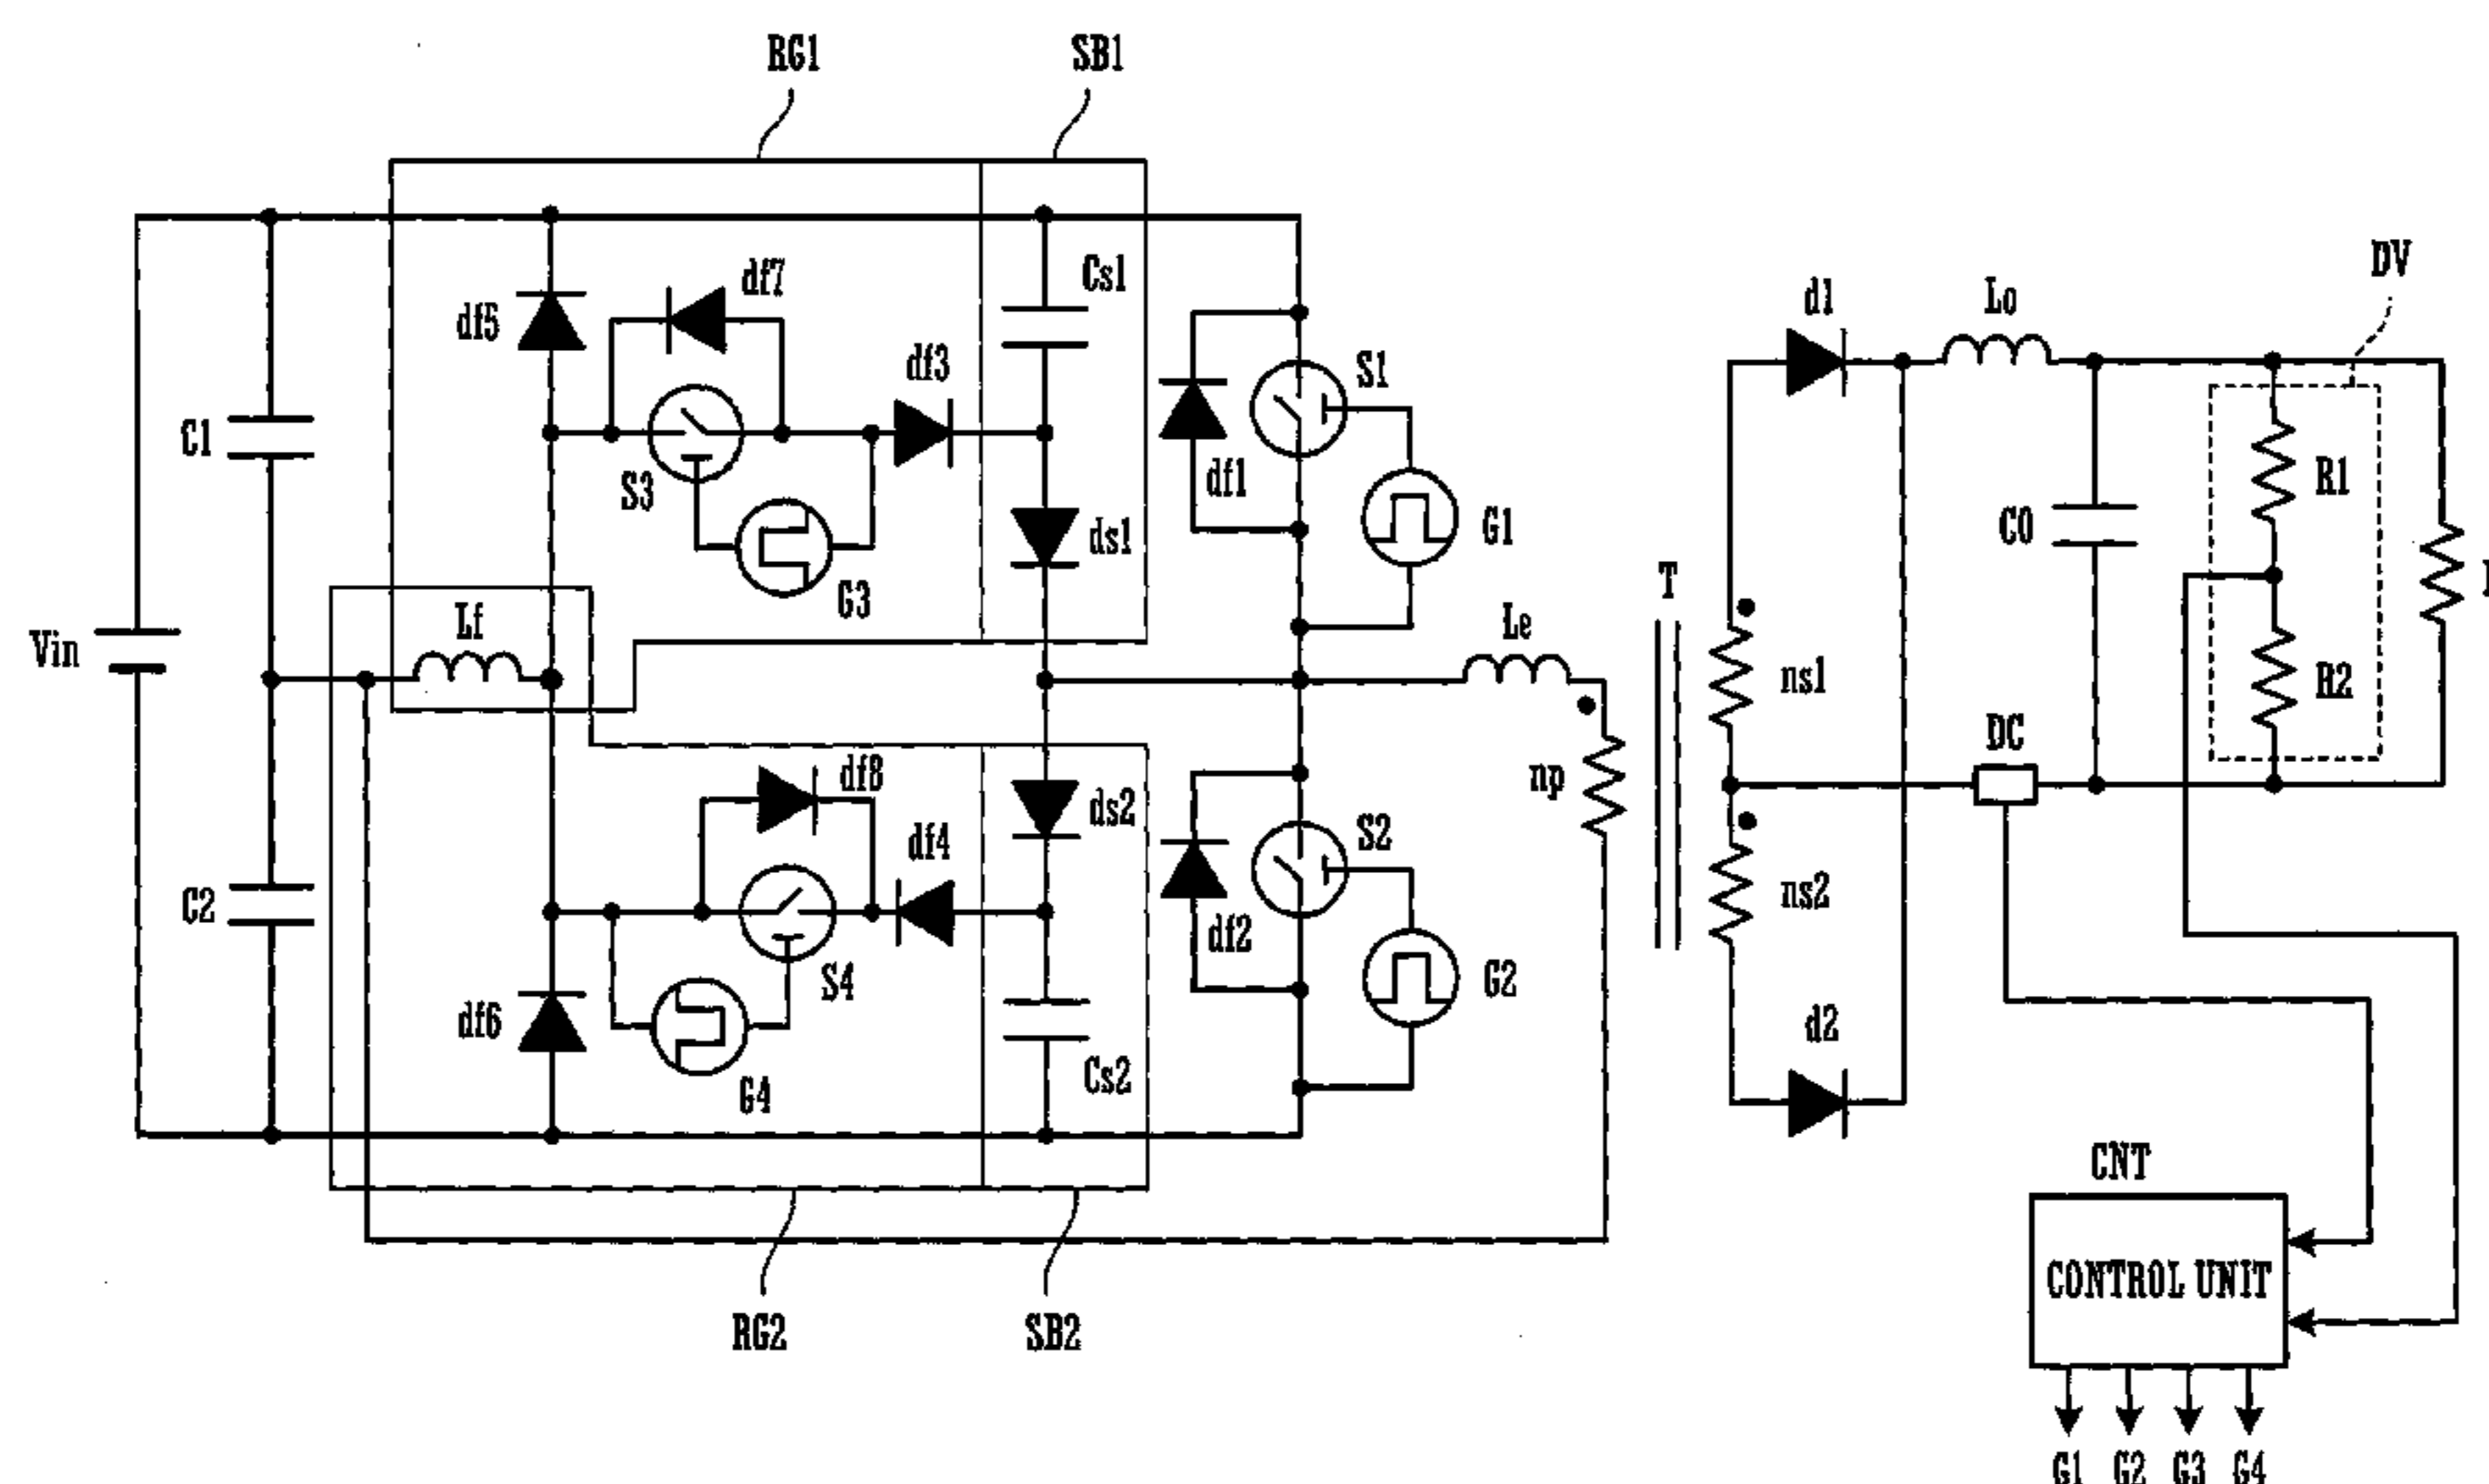 RG1
SB1
df7
Cs1
df5
df3
S1
d1
Lo
DV
C1
S3
df1
G1
R1
C0
ds1
G3
T
Vin
Lf
Le
ns1
R2
DC
np
df8
ds2
S2
df4
C2
ns2
df2
G2
S4
df6
d2
G4
Cs2
CNT
CONTROL UNIT
RG2
SB2
G1 G2 G3 G4